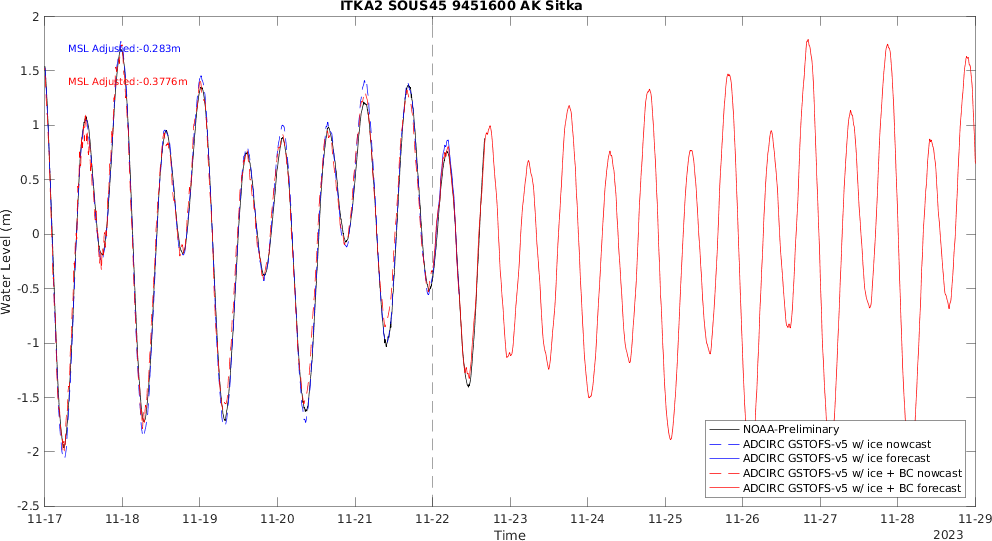 ITKA2 SOUS45 9451600 AK Sitka
MSL Adjusted:-0.283m
MSL Adjusted:-0.3776m
Water Level (m)
2
1.5
1
0.5
0
-0.5
-1
-1.5
-2
-2.5
NOAA-Preliminary
ADCIRC GSTOFS-v5 w/ ice nowcast
ADCIRC GSTOFS-v5 w/ ice forecast
ADCIRC GSTOFS-v5 w/ ice + BC nowcast
ADCIRC GSTOFS-v5 w/ ice + BC forecast
11-17 11-18 11-19 11-20 11-21 11-22 11-23 11-24 11-25 11-26 11-27 11-28 11-29
Time
2023